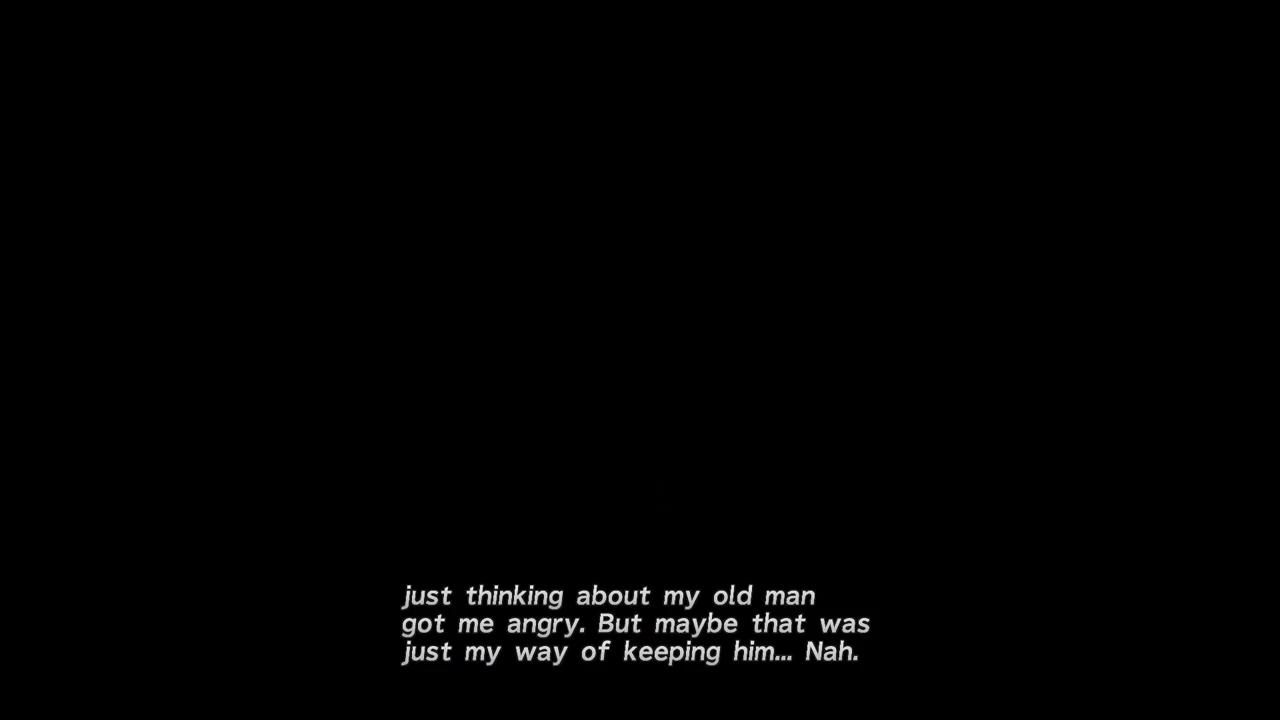 just thinking about my old man
got me angry. But maybe that was
just my way of keeping him... Nah.